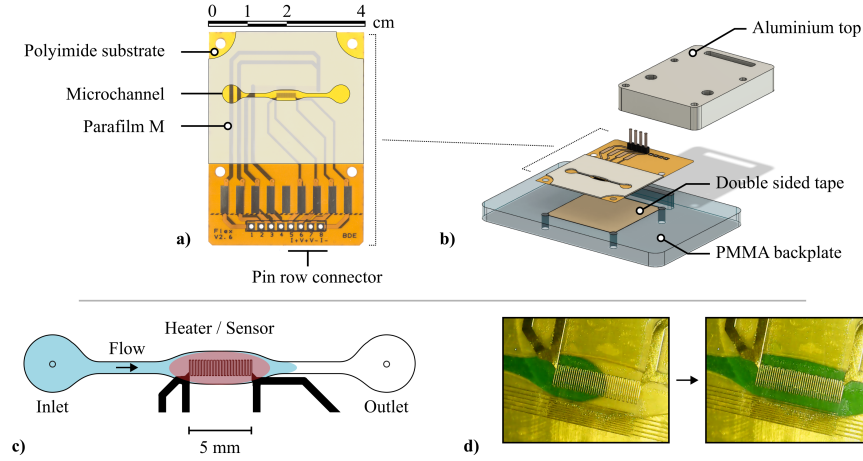 0 1 2 4
cm
Polyimide substrate
Microchannel
Parafilm M
Flex
V2.6
1 2 3 4 5 6 7 8
I+V+V-I-
BDE
a)
Pin row connector
Aluminium top
Double sided tape
PMMA backplate
b)
Heater / Sensor
Flow
Inlet
Outlet
5 mm
c)
d)